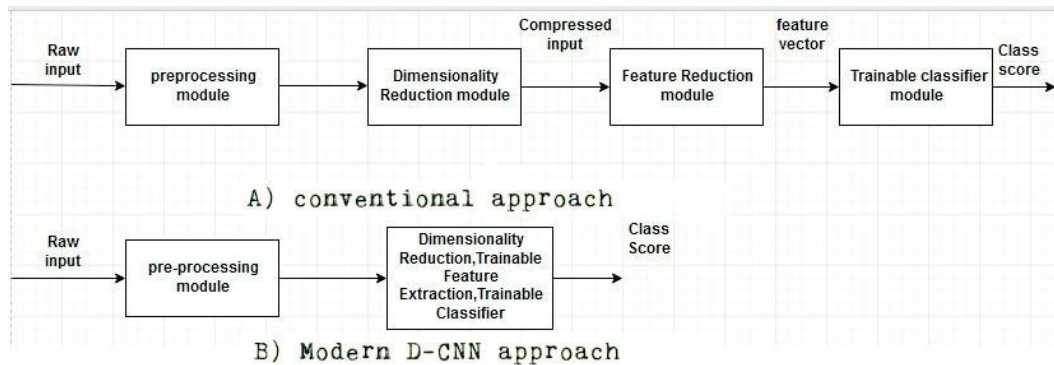 Raw
input
preprocessing
module
Dimensionality
Reduction module
Compressed
input
Feature Reduction
module
feature
vector
Trainable classifier
module
Class
score
A) conventional approach
Raw
input
pre-processing
module
Dimensionality
Reduction,Trainable
Feature
Extraction,Trainable
Classifier
Class
Score
B) Modern D-CNN approach